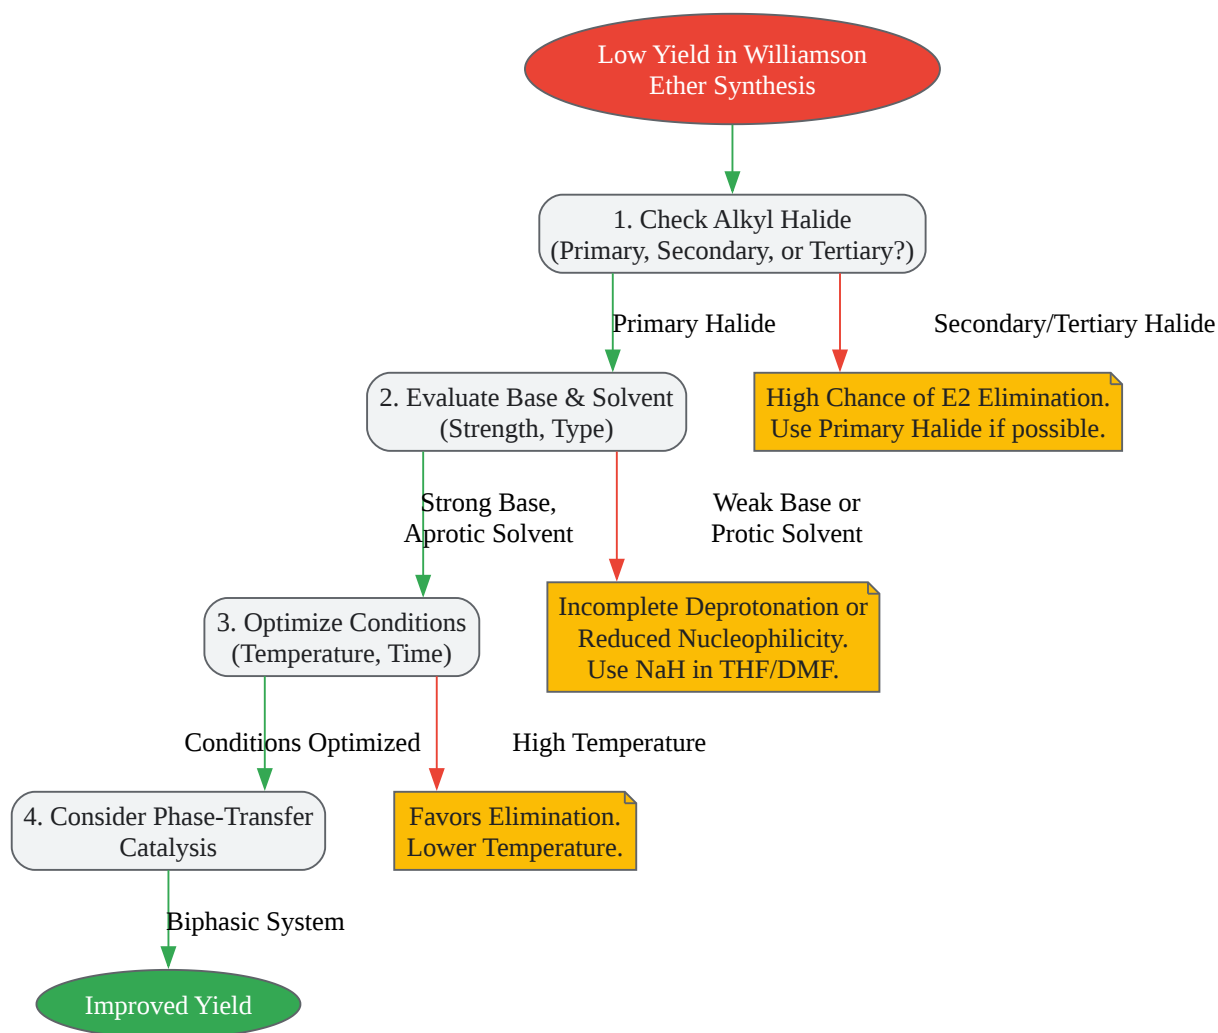 Low Yield in Williamson
Ether Synthesis
1. Check Alkyl Halide
(Primary, Secondary, or Tertiary?)
Primary Halide
Secondary/Tertiary Halide
2. Evaluate Base & Solvent
(Strength, Type)
High Chance of E2 Elimination.
Use Primary Halide if possible.
Strong Base,
Aprotic Solvent
Weak Base or
Protic Solvent
3. Optimize Conditions
(Temperature, Time)
Incomplete Deprotonation or
Reduced Nucleophilicity.
Use NaH in THF/DMF.
Conditions Optimized
High Temperature
4. Consider Phase-Transfer
Catalysis
Favors Elimination.
Lower Temperature.
Biphasic System
Improved Yield